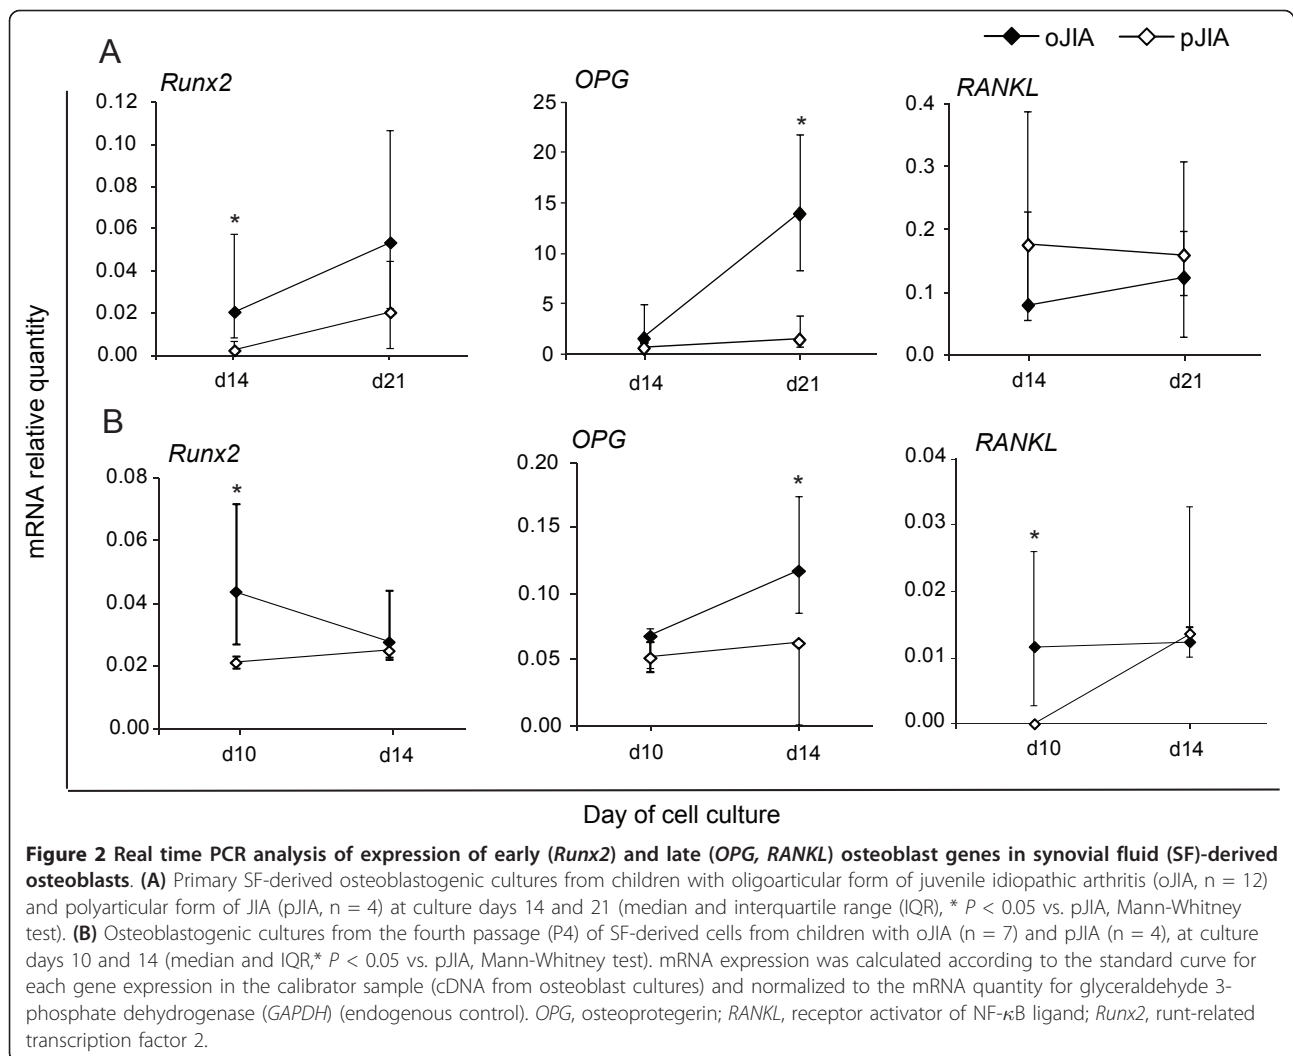 oJIA pJIA
A
Runx2 OPG RANKL
0.12
0.10
0.08
0.06
0.04
0.02
0.00
*
d14 d21
25
20
15
10
5
0
*
d14 d21
0.4
0.3
0.2
0.1
0.0
d14 d21
mRNA relative quantity
B
Runx2 OPG RANKL
0.08
0.06
0.04
0.02
0.00
*
d10 d14
0.20
0.15
0.10
0.05
0.00
*
d10 d14
0.04
0.03
0.02
0.01
0.00
*
d10 d14
Day of cell culture
Figure 2 Real time PCR analysis of expression of early (Runx2) and late (OPG, RANKL) osteoblast genes in synovial fluid (SF)-derived
osteoblasts. (A) Primary SF-derived osteoblastogenic cultures from children with oligoarticular form of juvenile idiopathic arthritis (oJIA, n = 12)
and polyarticular form of JIA (pJIA, n = 4) at culture days 14 and 21 (median and interquartile range (IQR), * P < 0.05 vs. pJIA, Mann-Whitney
test). (B) Osteoblastogenic cultures from the fourth passage (P4) of SF-derived cells from children with oJIA (n = 7) and pJIA (n = 4), at culture
days 10 and 14 (median and IQR,* P < 0.05 vs. pJIA, Mann-Whitney test). mRNA expression was calculated according to the standard curve for
each gene expression in the calibrator sample (cDNA from osteoblast cultures) and normalized to the mRNA quantity for glyceraldehyde 3-
phosphate dehydrogenase (GAPDH) (endogenous control). OPG, osteoprotegerin; RANKL, receptor activator of NF-κB ligand; Runx2, runt-related
transcription factor 2.